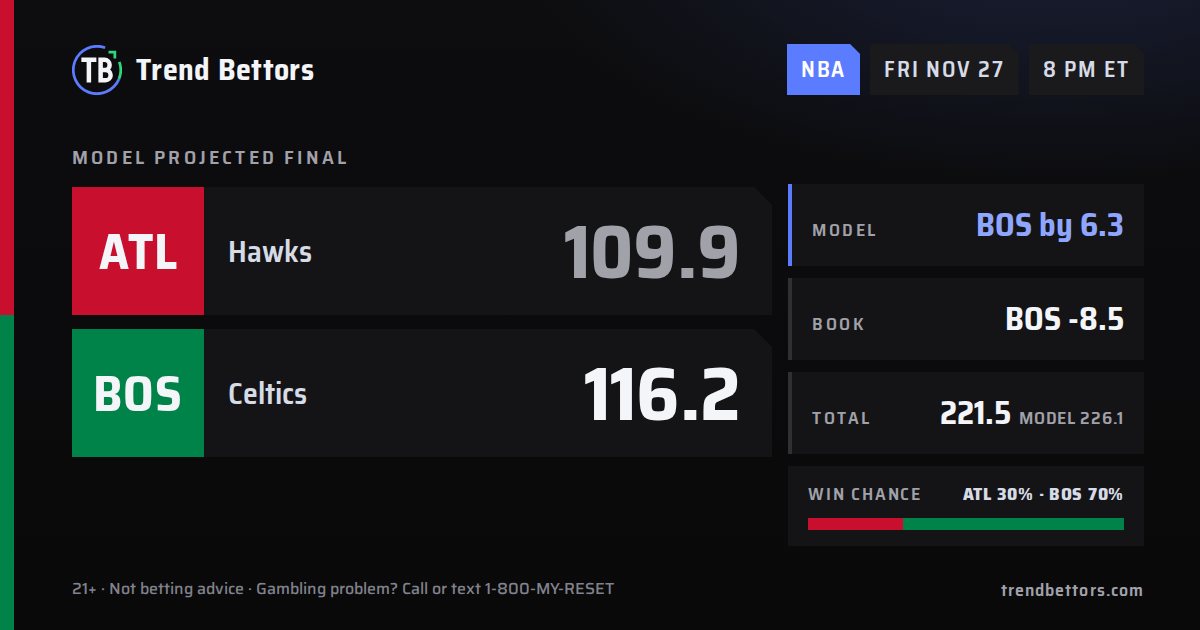 TB Trend Bettors
NBA FRI NOV 27 8 PM ET
MODEL PROJECTED FINAL
ATL Hawks 109.9
BOS Celtics 116.2
MODEL BOS by 6.3
BOOK BOS -8.5
TOTAL 221.5 MODEL 226.1
WIN CHANCE ATL 30% · BOS 70%
21+ · Not betting advice · Gambling problem? Call or text 1-800-MY-RESET
trendbettors.com